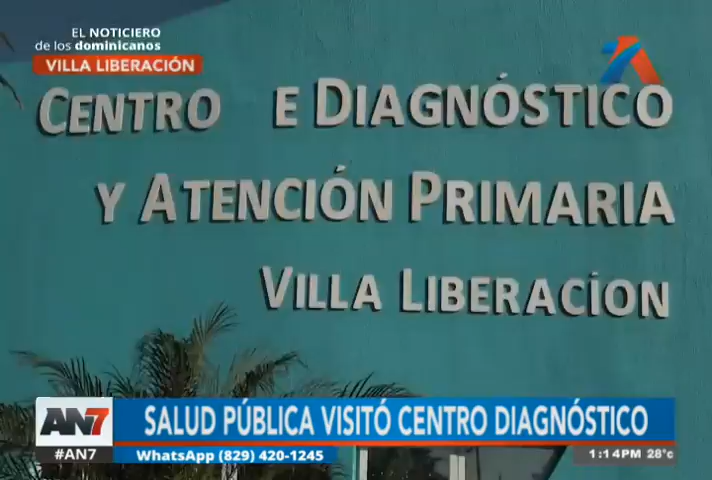 EL NOTICIERO
de los dominicanos
VILLA LIBERACIÓN
CENTRO E DIAGNÓSTICO
Y ATENCIÓN PRIMARIA
VILLA LIBERACIÓN
AN7 SALUD PÚBLICA VISITÓ CENTRO DIAGNÓSTICO
#AN7 WhatsApp (829) 420-1245 1:14PM 28°c